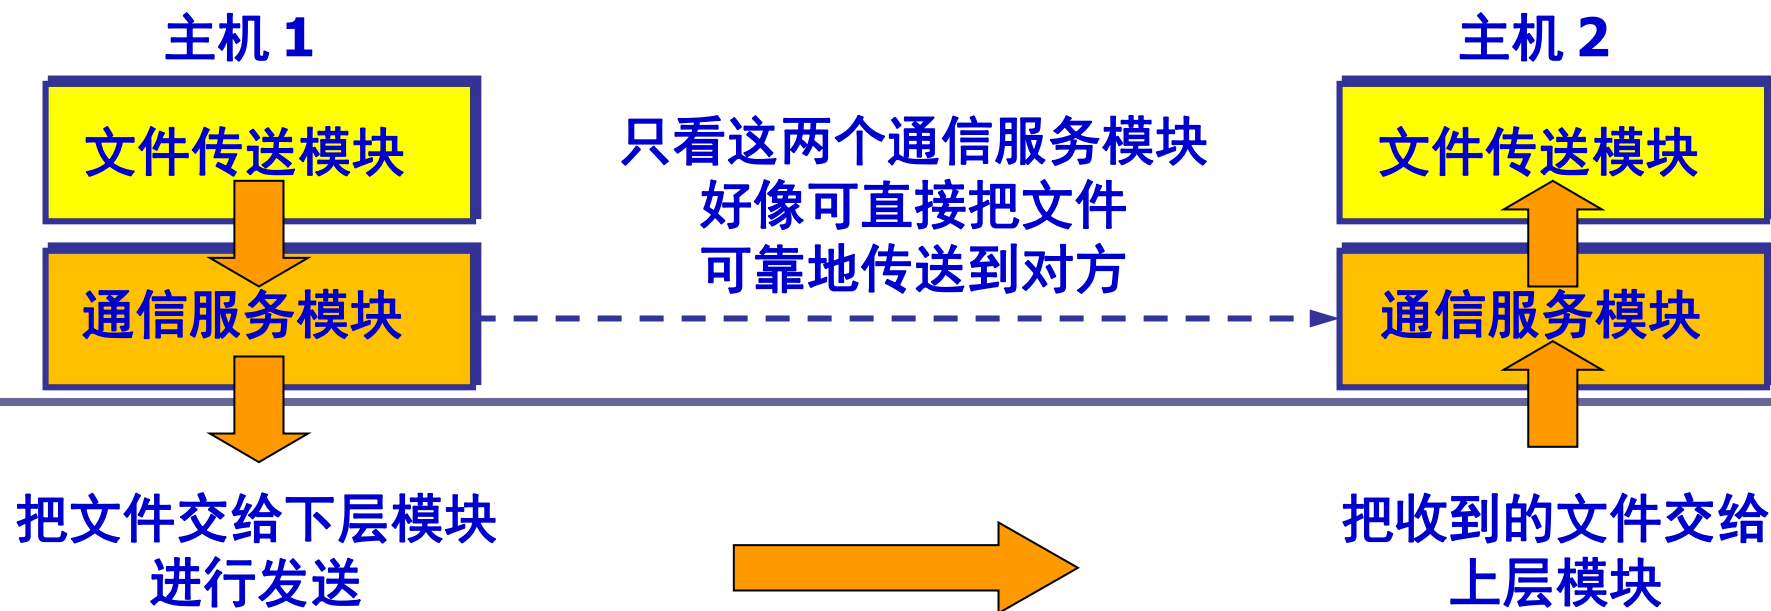 主机 1
主机 2
文件传送模块
只看这两个通信服务模块
好像可直接把文件
可靠地传送到对方
文件传送模块
通信服务模块
通信服务模块
把文件交给下层模块
进行发送
把收到的文件交给
上层模块